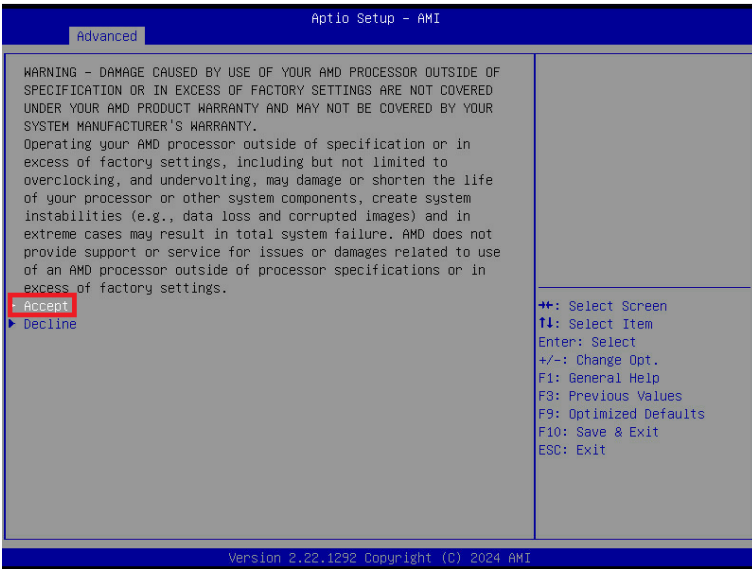 Aptio Setup – AMI
Advanced
WARNING – DAMAGE CAUSED BY USE OF YOUR AMD PROCESSOR OUTSIDE OF
SPECIFICATION OR IN EXCESS OF FACTORY SETTINGS ARE NOT COVERED
UNDER YOUR AMD PRODUCT WARRANTY AND MAY NOT BE COVERED BY YOUR
SYSTEM MANUFACTURER'S WARRANTY.
Operating your AMD processor outside of specification or in
excess of factory settings, including but not limited to
overclocking, and undervolting, may damage or shorten the life
of your processor or other system components, create system
instabilities (e.g., data loss and corrupted images) and in
extreme cases may result in total system failure. AMD does not
provide support or service for issues or damages related to use
of an AMD processor outside of processor specifications or in
excess of factory settings.
Accept
Decline
→←: Select Screen
↑↓: Select Item
Enter: Select
+/-: Change Opt.
F1: General Help
F3: Previous Values
F9: Optimized Defaults
F10: Save & Exit
ESC: Exit
Version 2.22.1292 Copyright (C) 2024 AMI